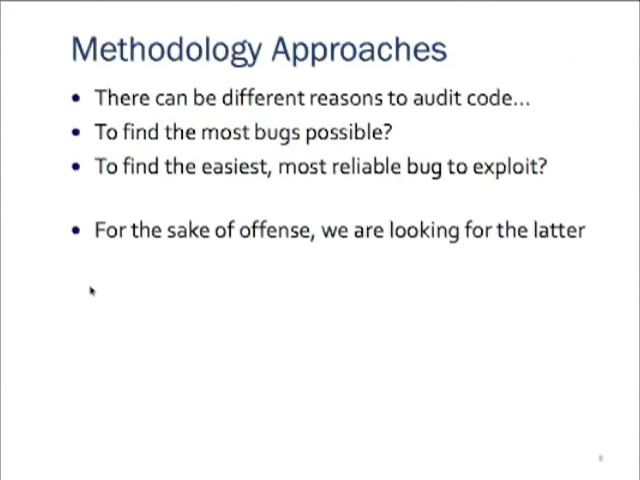 Methodology Approaches
• There can be different reasons to audit code...
• To find the most bugs possible?
• To find the easiest, most reliable bug to exploit?
• For the sake of offense, we are looking for the latter